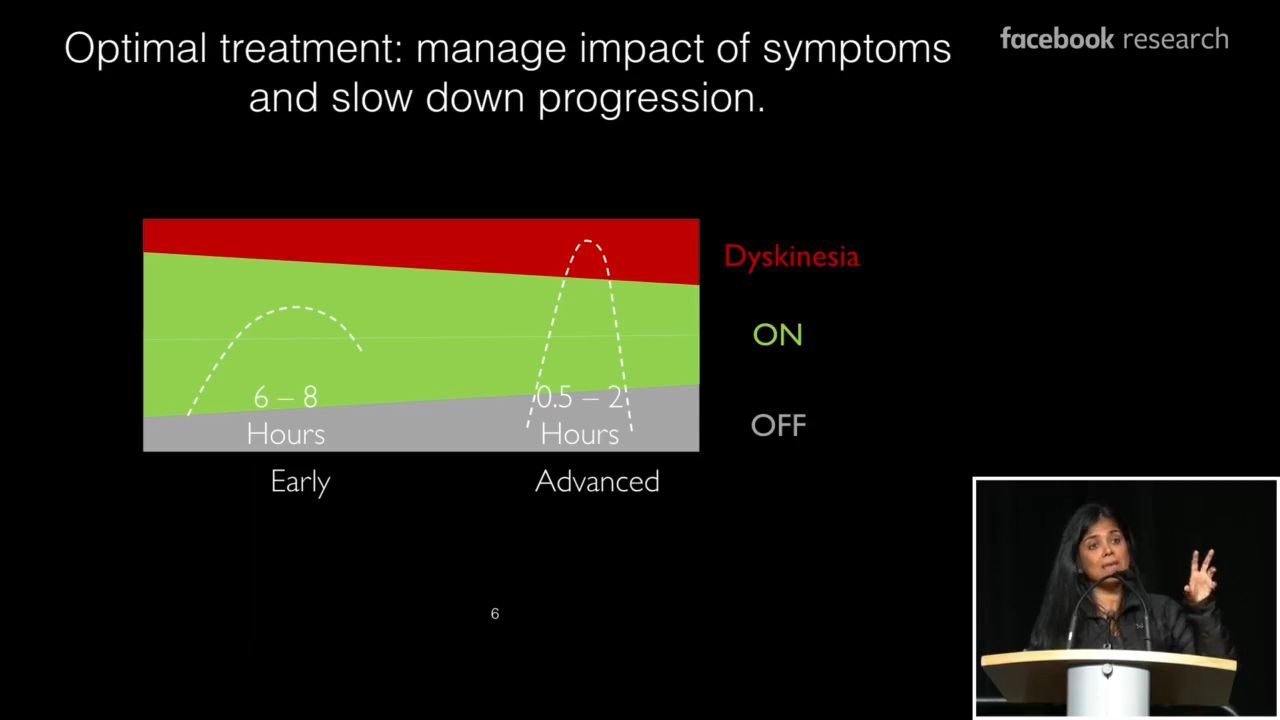 Optimal treatment: manage impact of symptoms
and slow down progression.
facebook research
Dyskinesia
ON
OFF
6 – 8
Hours
0.5 – 2
Hours
Early
Advanced
6